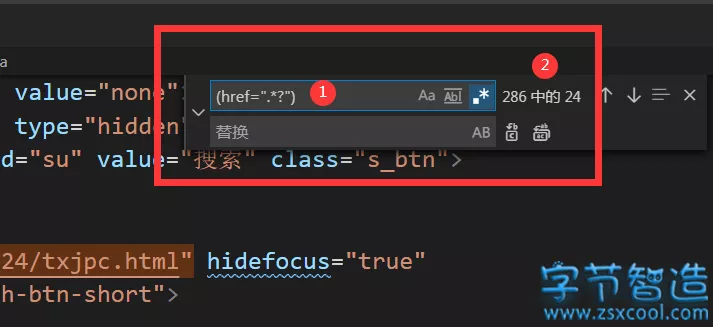 a
value="none">
(href=".*?") 1 Aa Abl .* 286 中的 24
2
type="hidden"
替换 AB
d="su" value="搜索" class="s_btn">
24/txjpc.html" hidefocus="true"
h-btn-short">
字节智造
www.zsxcool.com